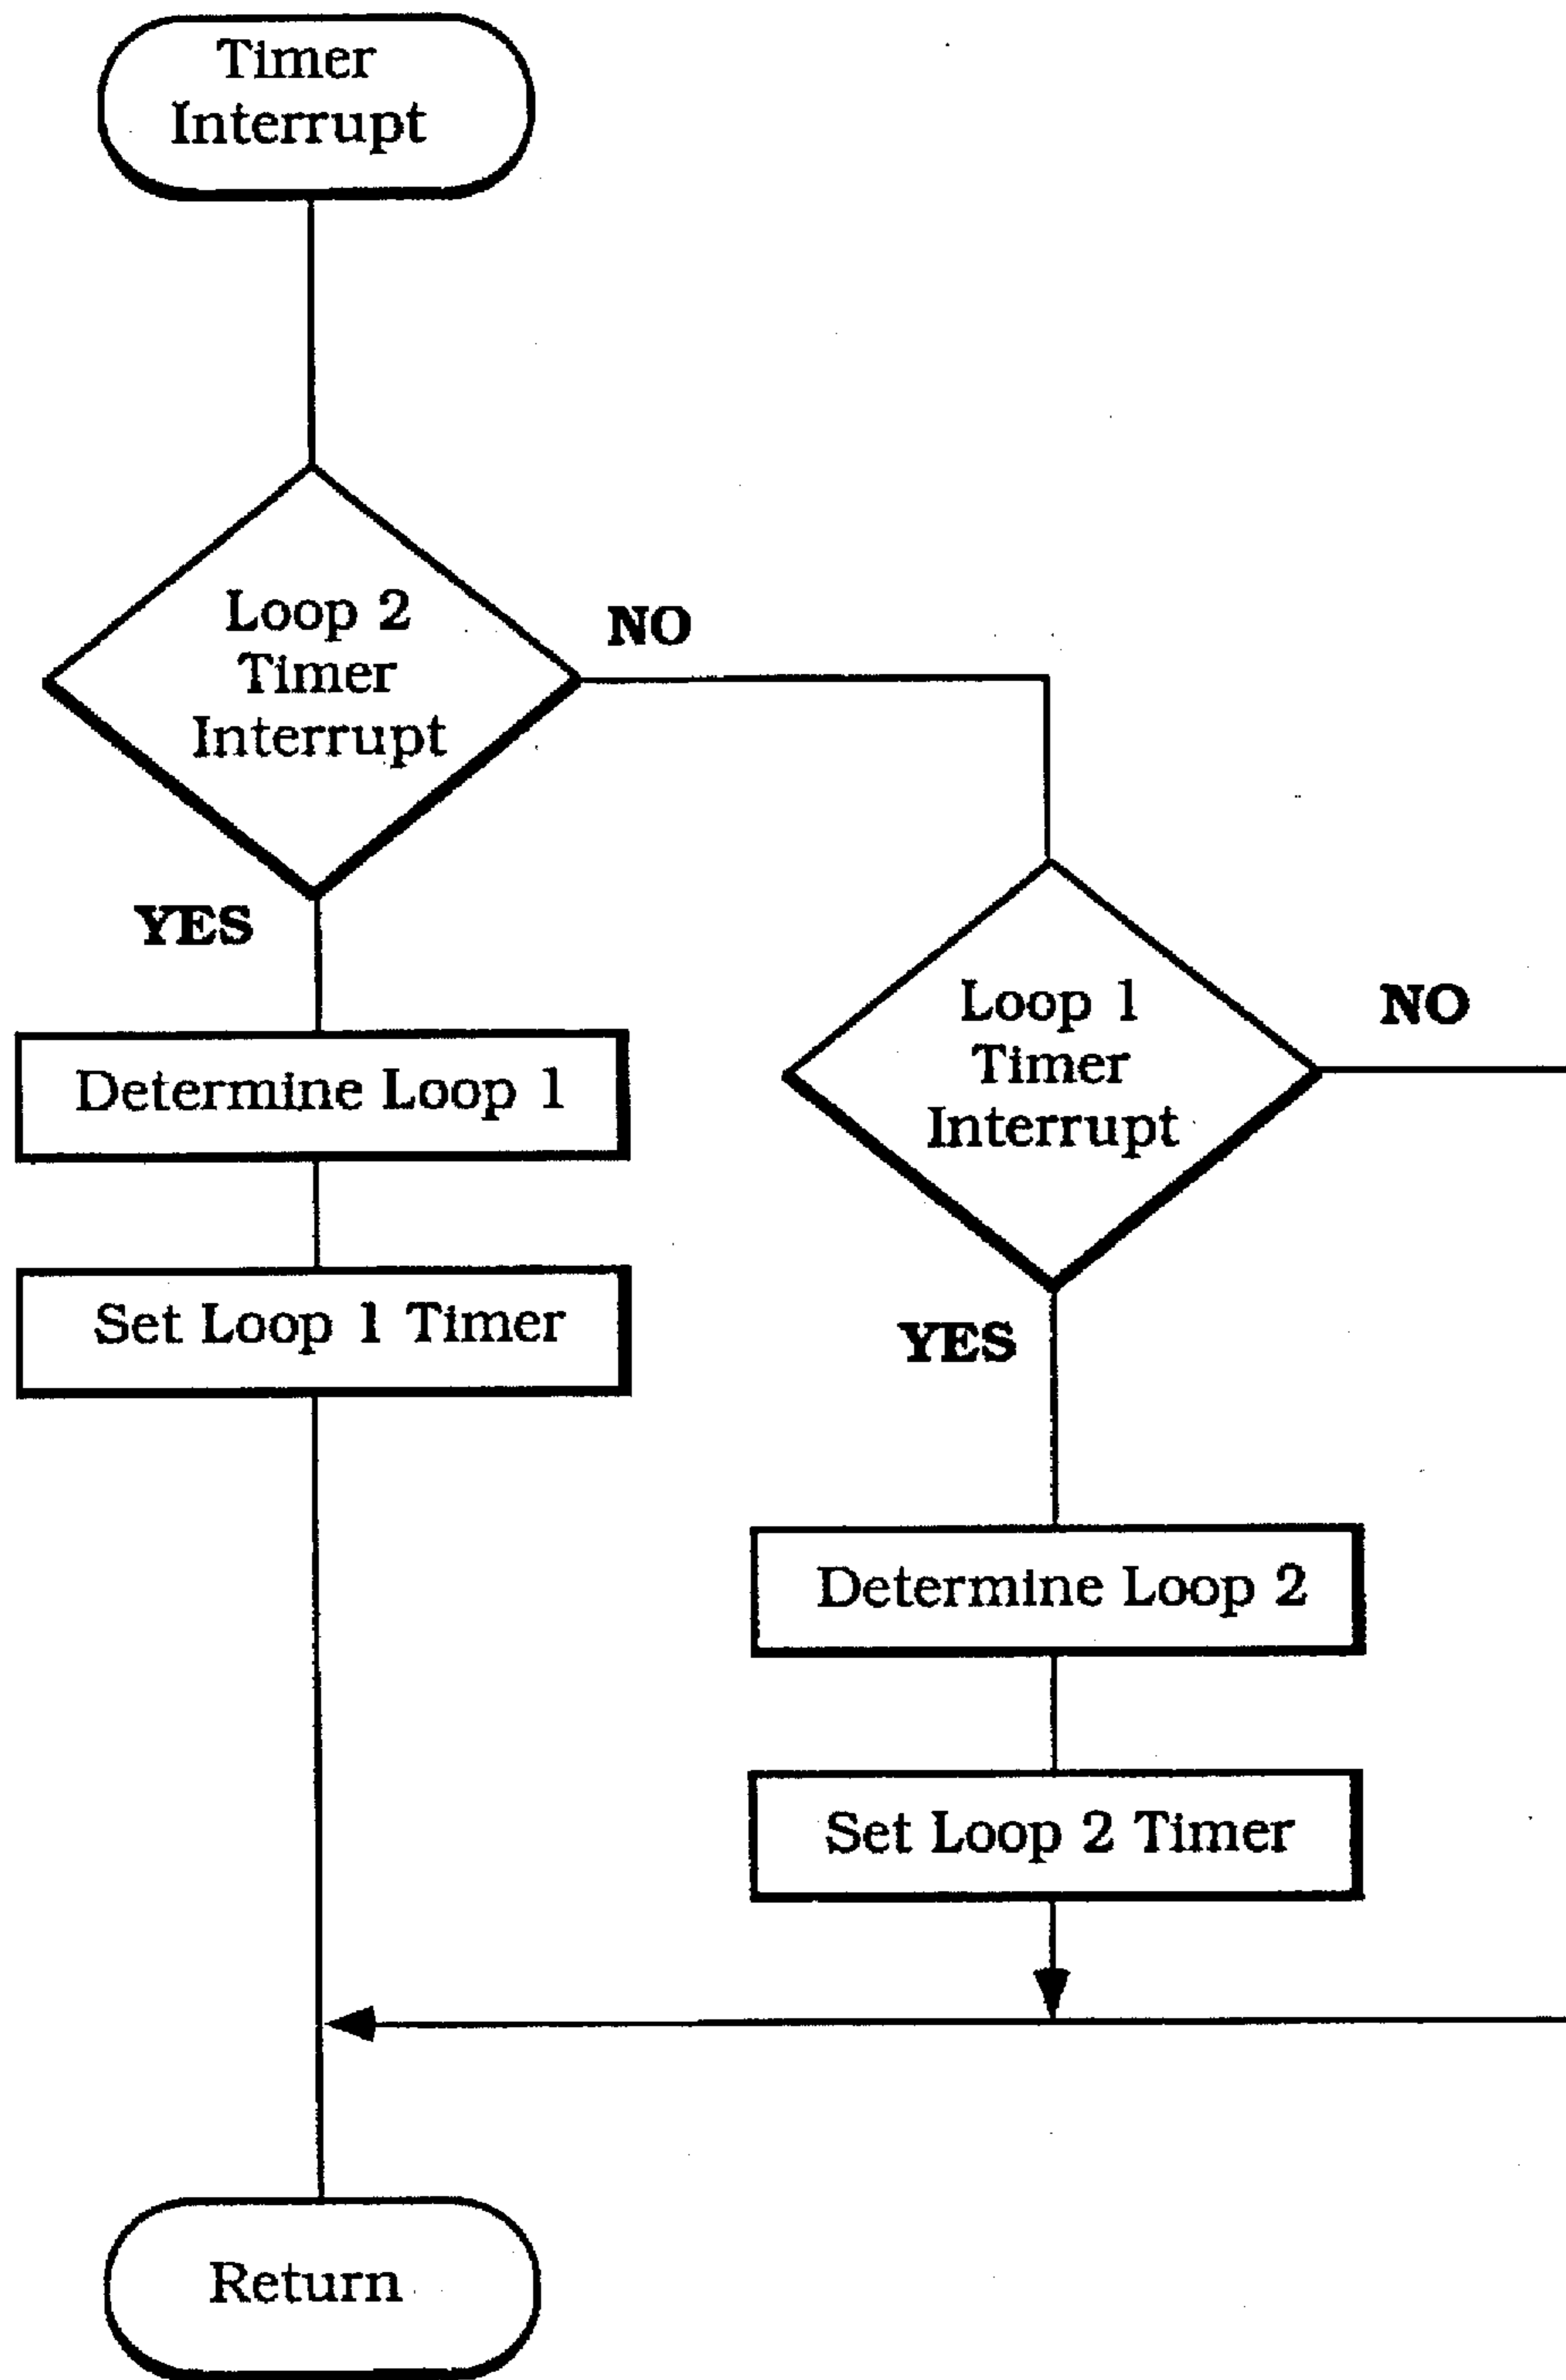 Timer
Interrupt
Loop 2
Timer
Interrupt
NO
YES
Determine Loop 1
Set Loop 1 Timer
Loop 1
Timer
Interrupt
NO
YES
Determine Loop 2
Set Loop 2 Timer
Return